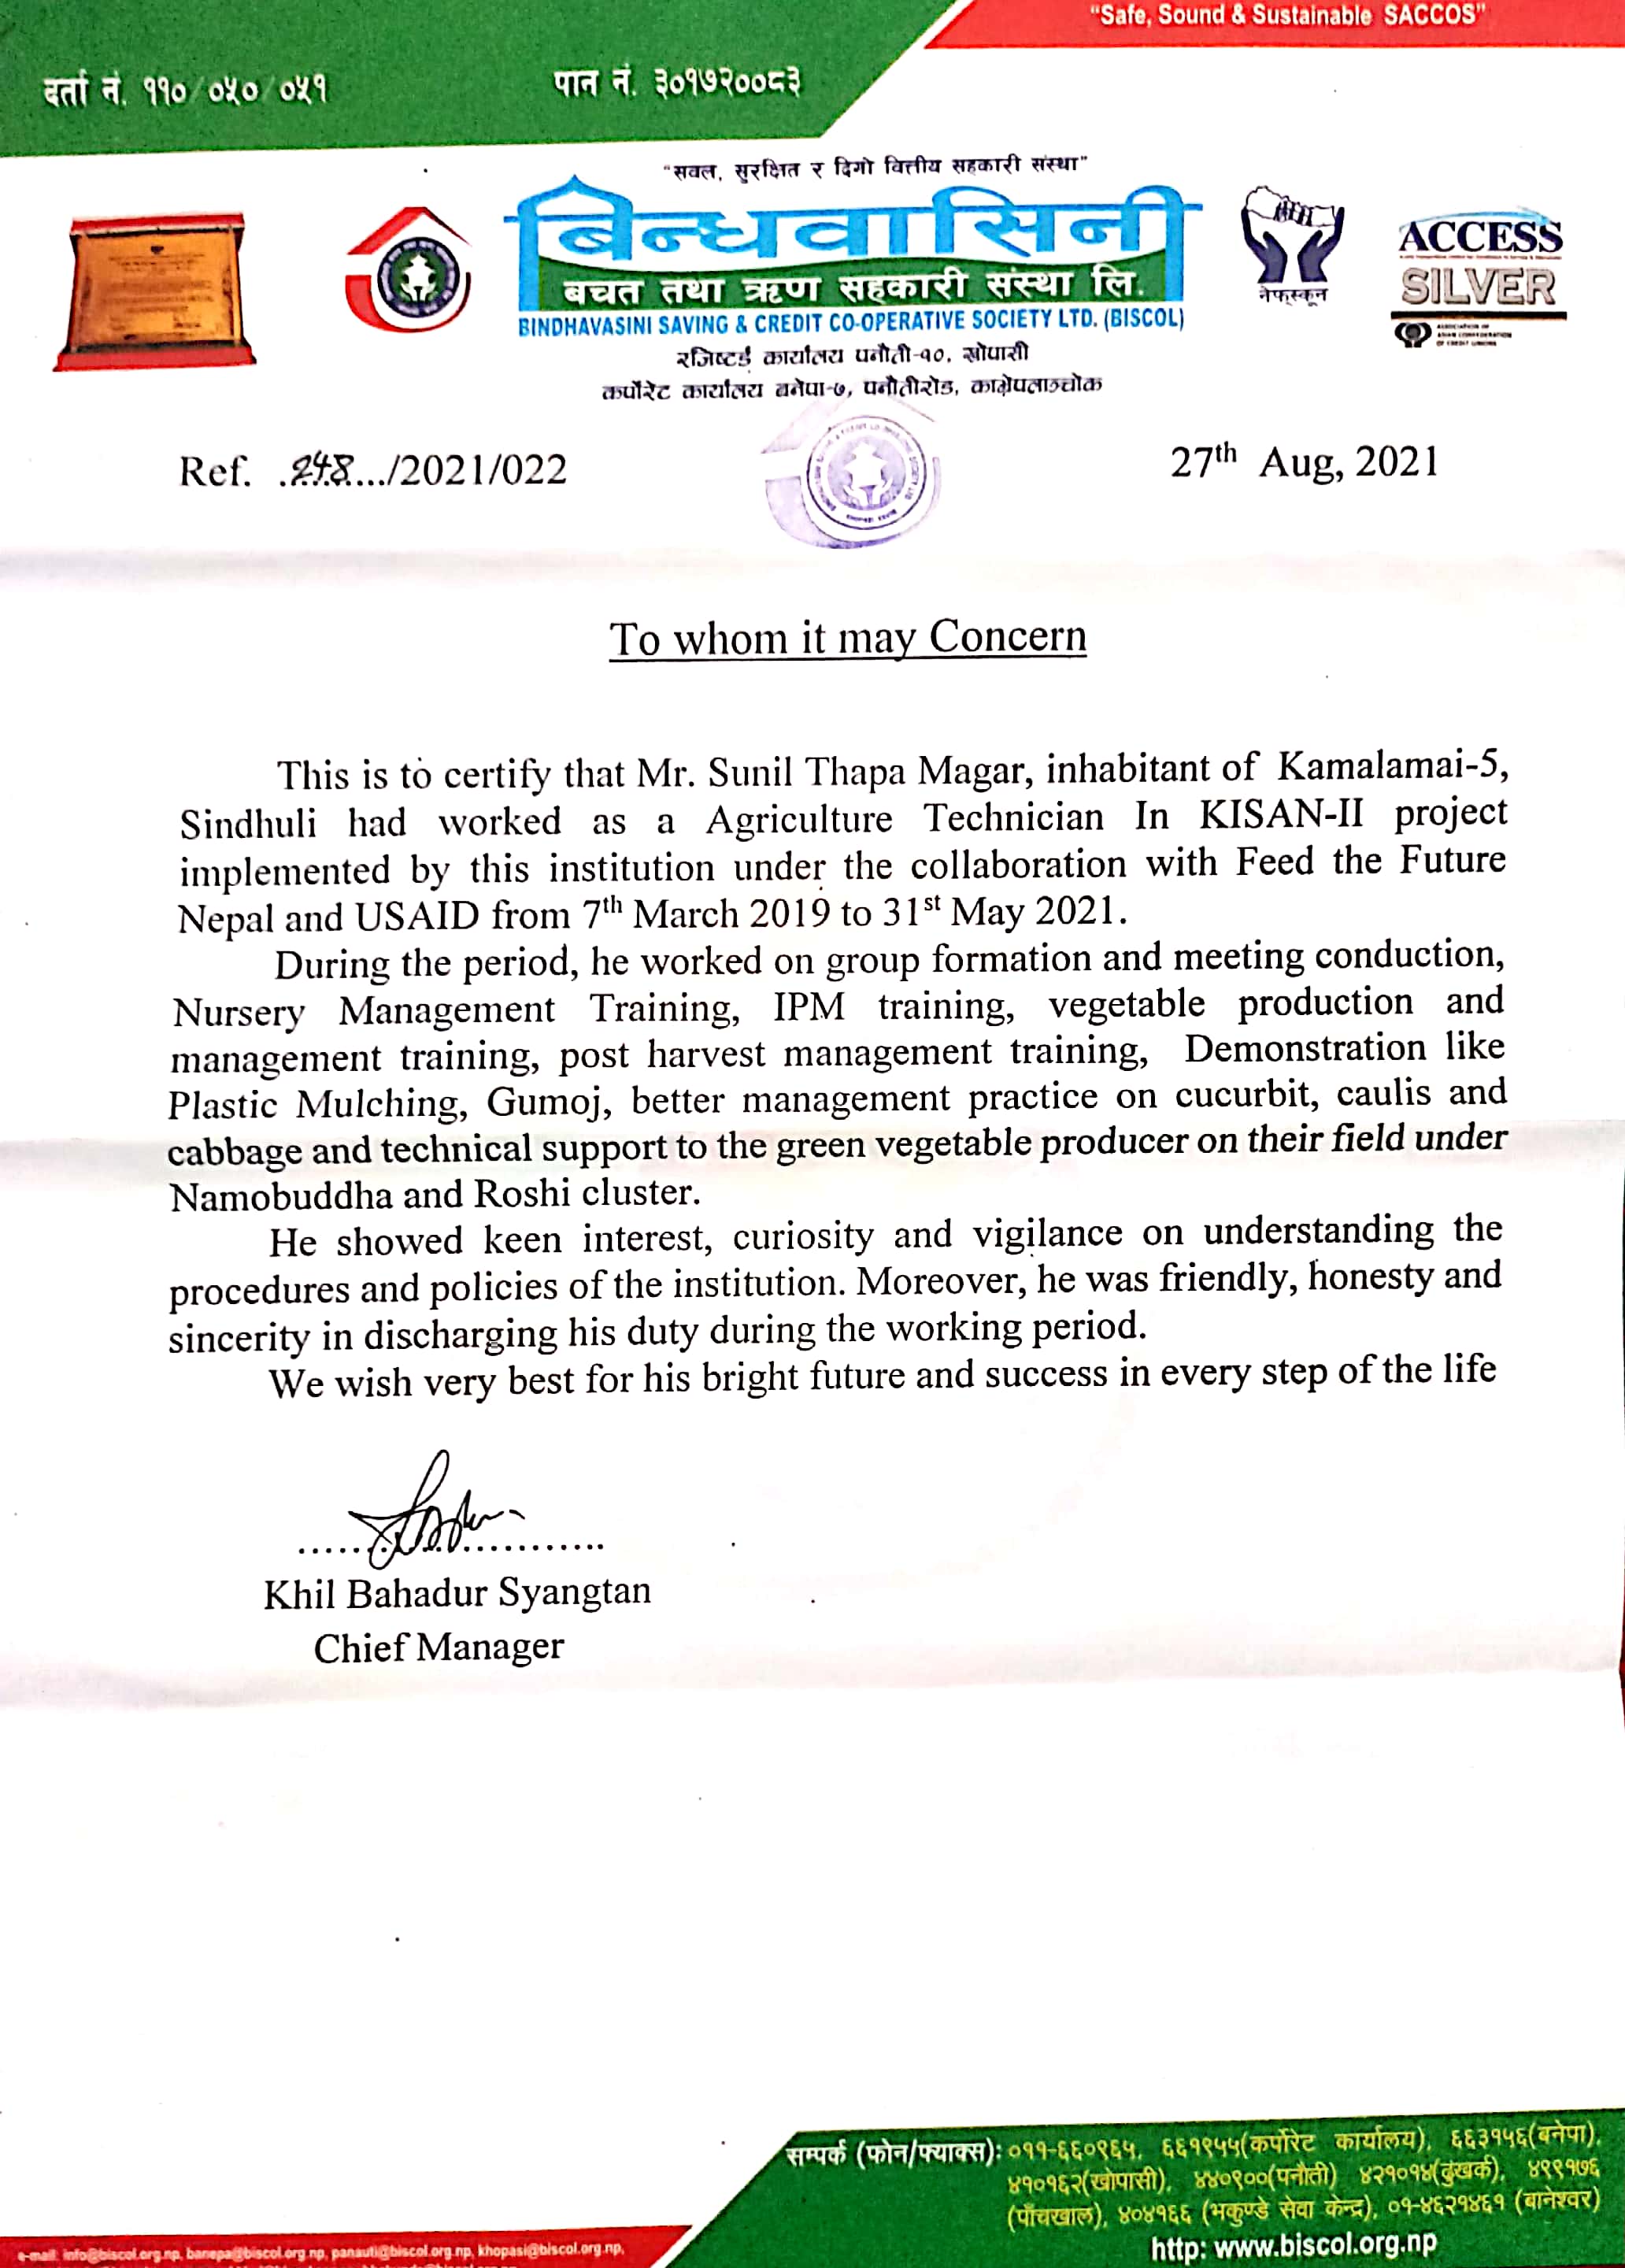 "Safe, Sound & Sustainable SACCOS"
दर्ता नं. ११०/०५०/०५१
पान नं. ३०१७२००८३
"सवल, सुरक्षित र दिगो वित्तीय सहकारी संस्था"
बिन्धवासिनी
बचत तथा ऋण सहकारी संस्था लि.
BINDHAVASINI SAVING & CREDIT CO-OPERATIVE SOCIETY LTD. (BISCOL)
रजिष्टर्ड कार्यालय पनौती-१०, खोपासी
कर्पोरेट कार्यालय बनेपा-७, पनौतीरोड, काभ्रेपलाञ्चोक
नेफ्स्कून
ACCESS
SILVER
ASSOCIATION OF
ASIAN CONFEDERATION
OF CREDIT UNIONS
Ref. .248.../2021/022
27th Aug, 2021
To whom it may Concern
This is to certify that Mr. Sunil Thapa Magar, inhabitant of Kamalamai-5,
Sindhuli had worked as a Agriculture Technician In KISAN-II project
implemented by this institution under the collaboration with Feed the Future
Nepal and USAID from 7th March 2019 to 31st May 2021.
During the period, he worked on group formation and meeting conduction,
Nursery Management Training, IPM training, vegetable production and
management training, post harvest management training, Demonstration like
Plastic Mulching, Gumoj, better management practice on cucurbit, caulis and
cabbage and technical support to the green vegetable producer on their field under
Namobuddha and Roshi cluster.
He showed keen interest, curiosity and vigilance on understanding the
procedures and policies of the institution. Moreover, he was friendly, honesty and
sincerity in discharging his duty during the working period.
We wish very best for his bright future and success in every step of the life
Khil Bahadur Syangtan
Chief Manager
सम्पर्क (फोन/फ्याक्स): ०११-६६०९६५, ६६१९५५(कर्पोरेट कार्यालय), ६६३१५६(बनेपा),
४१०१६२(खोपासी), ४४०९००(पनौती) ४२१०१४(दुंखर्क), ४९९१७६
(पाँचखाल), ४०४१६६ (भकुण्डे सेवा केन्द्र), ०१-४६२१४६१ (बानेश्वर)
http: www.biscol.org.np
e-mail: info@biscol.org.np, banepa@biscol.org.np, panauti@biscol.org.np, khopasi@biscol.org.np,